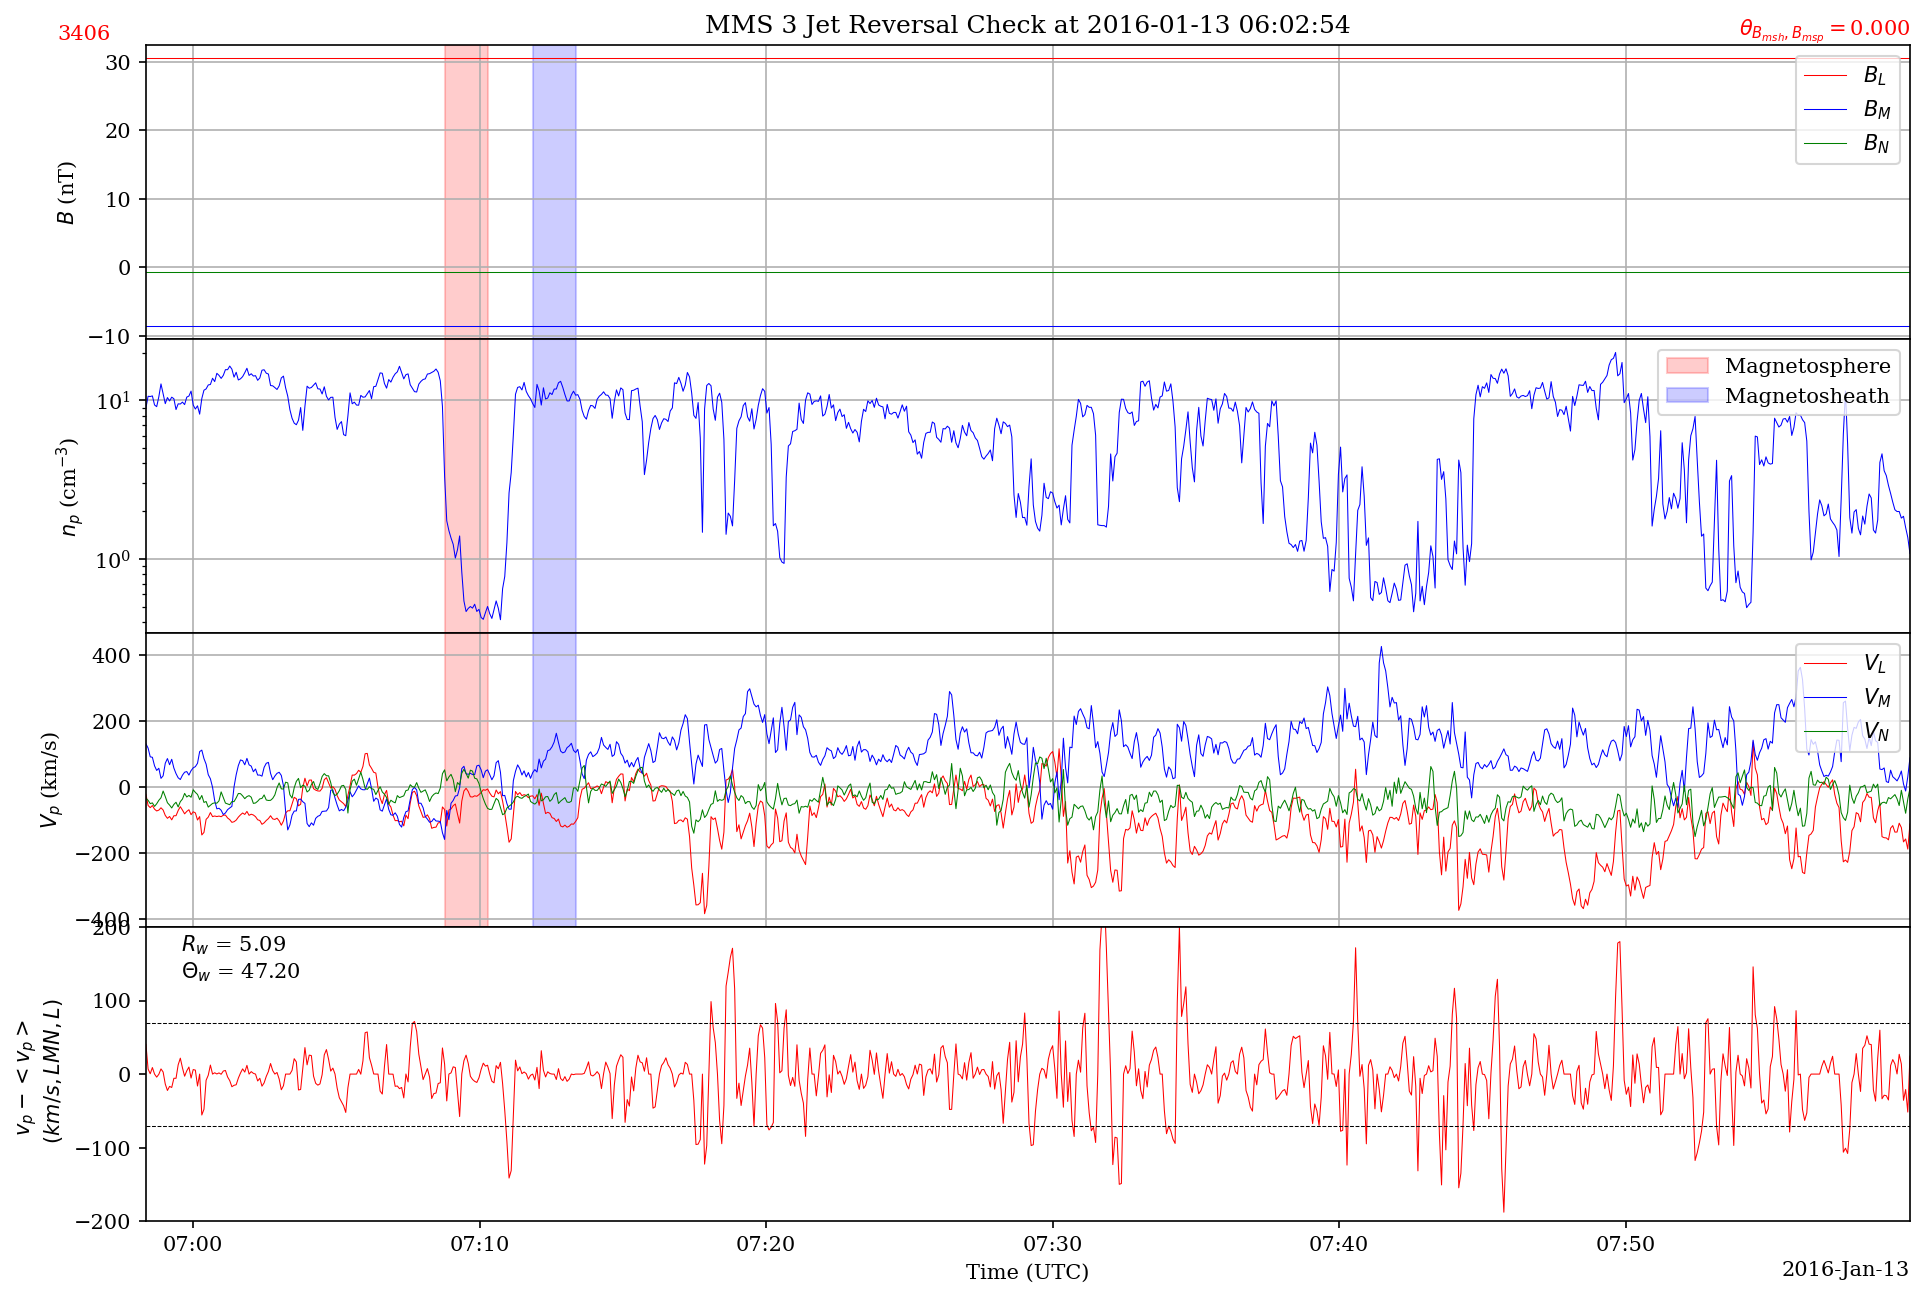 3406
MMS 3 Jet Reversal Check at 2016-01-13 06:02:54
θ_{B_{msh}, B_{msp}} = 0.000
30
20
10
0
−10
B (nT)
B_L
B_M
B_N
10^1
10^0
n_p (cm^{−3})
Magnetosphere
Magnetosheath
400
200
0
−200
−400
V_p (km/s)
V_L
V_M
V_N
200
100
0
−100
−200
v_p − < v_p >
(km/s, LMN, L)
R_w = 5.09
Θ_w = 47.20
07:00 07:10 07:20 07:30 07:40 07:50
Time (UTC)
2016-Jan-13